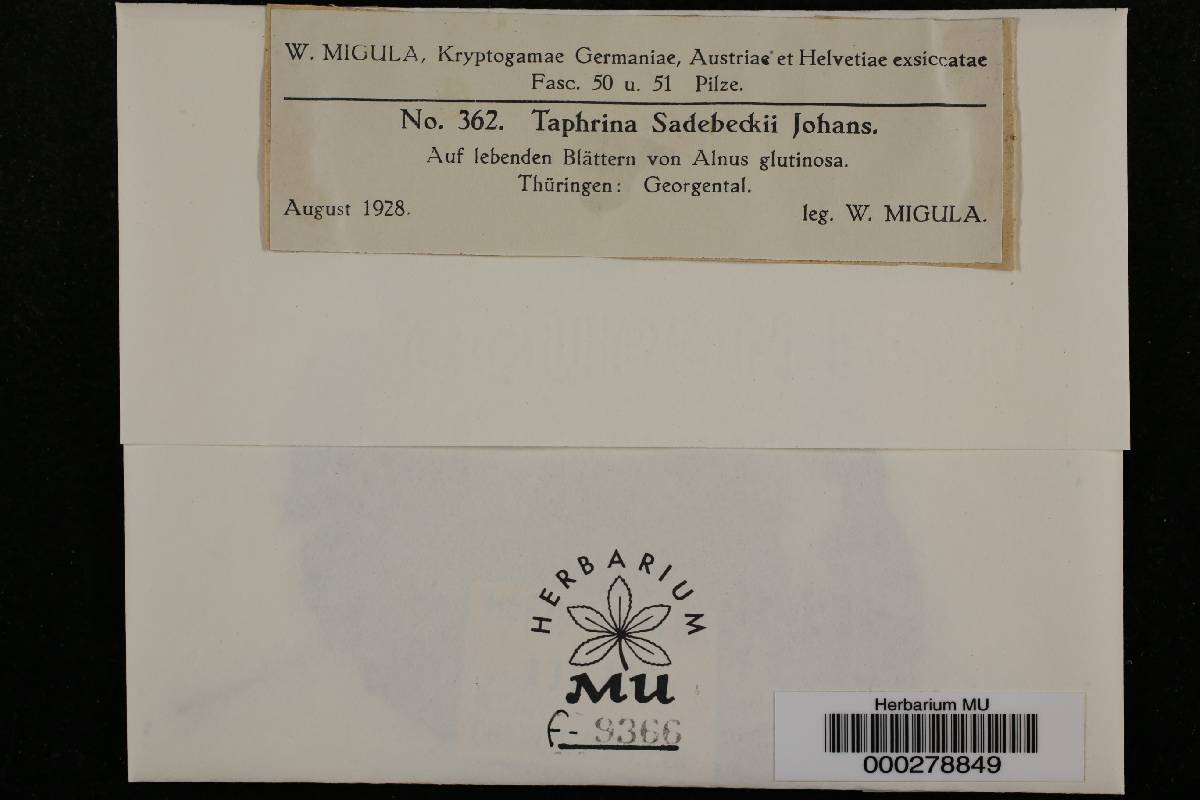 W. MIGULA, Kryptogamae Germaniae, Austriae et Helvetiae exsiccatae
Fasc. 50 u. 51 Pilze.
No. 362. Taphrina Sadebeckii Johans.
Auf lebenden Blättern von Alnus glutinosa.
Thüringen: Georgental.
August 1928.
leg. W. MIGULA.
HERBARIUM
MU
F- 9366
Herbarium MU
000278849